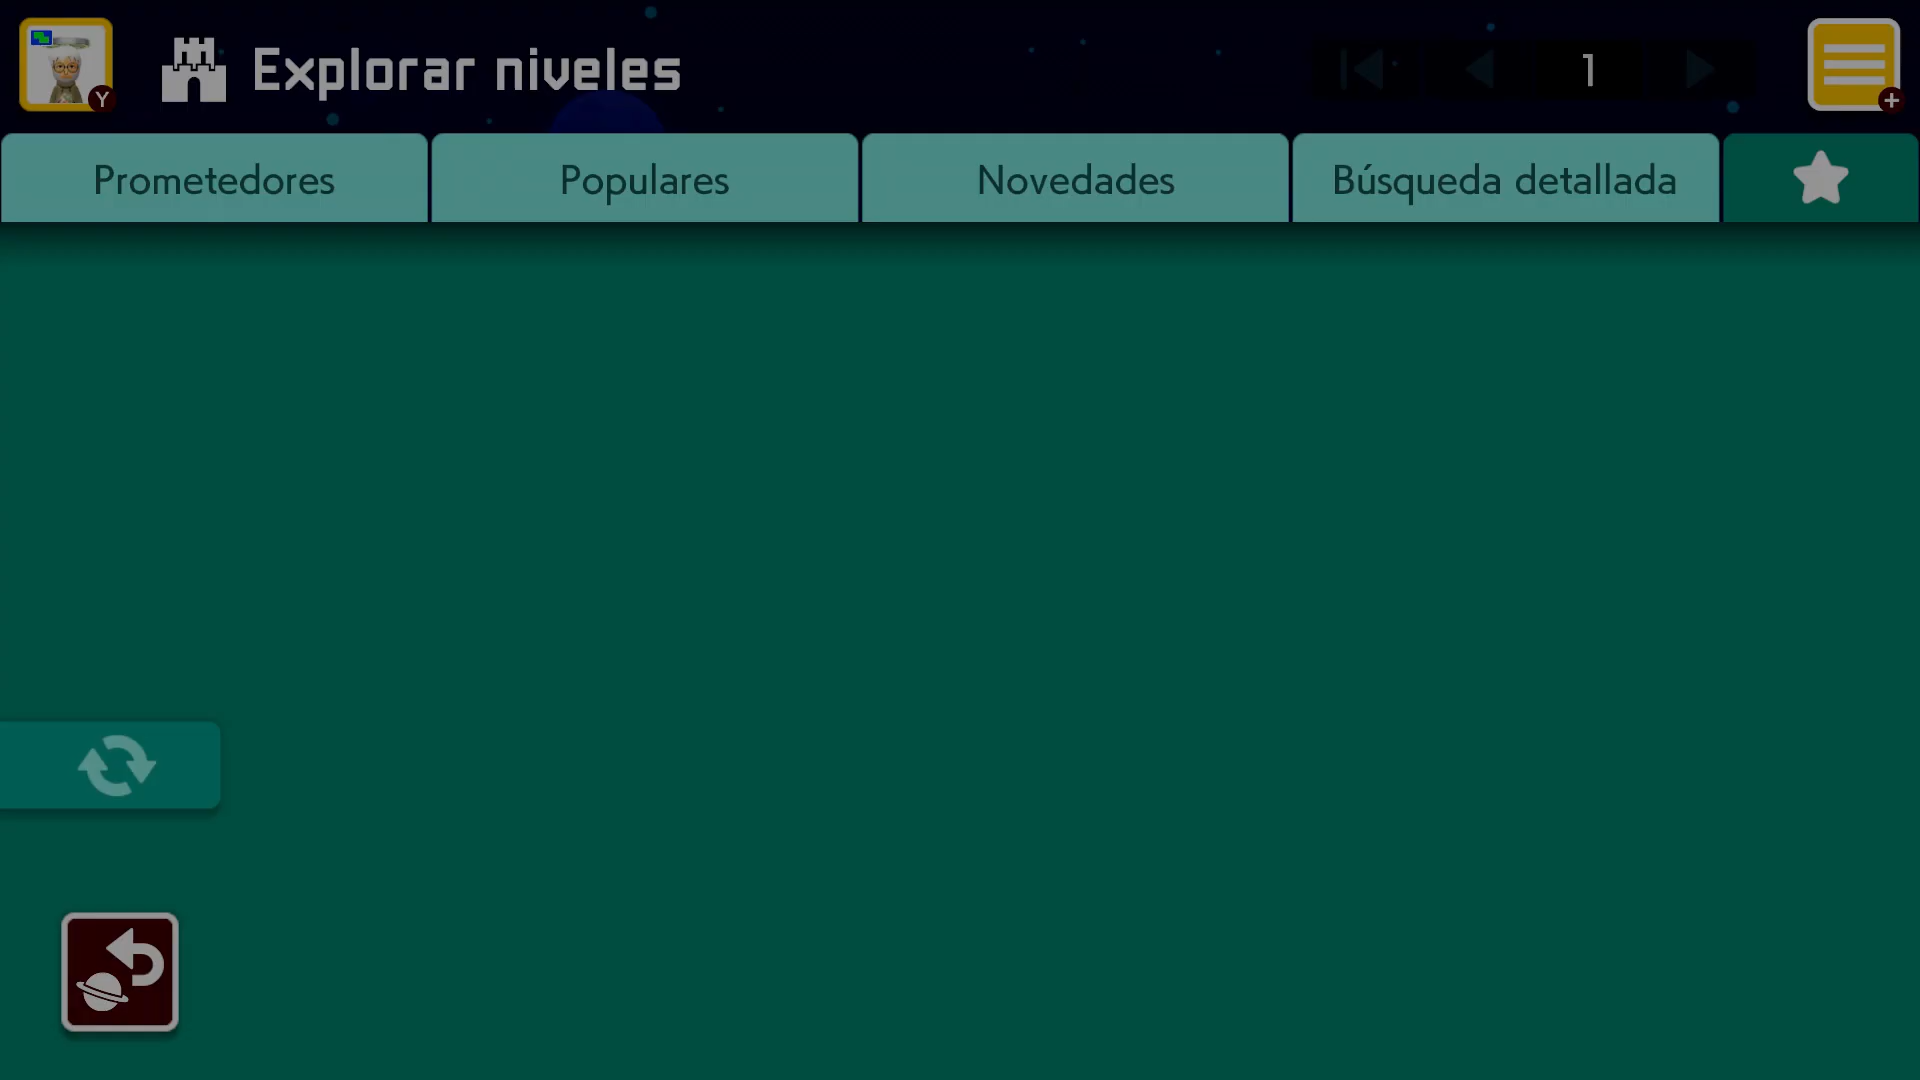 Y
Explorar niveles
1
+
Prometedores
Populares
Novedades
Búsqueda detallada